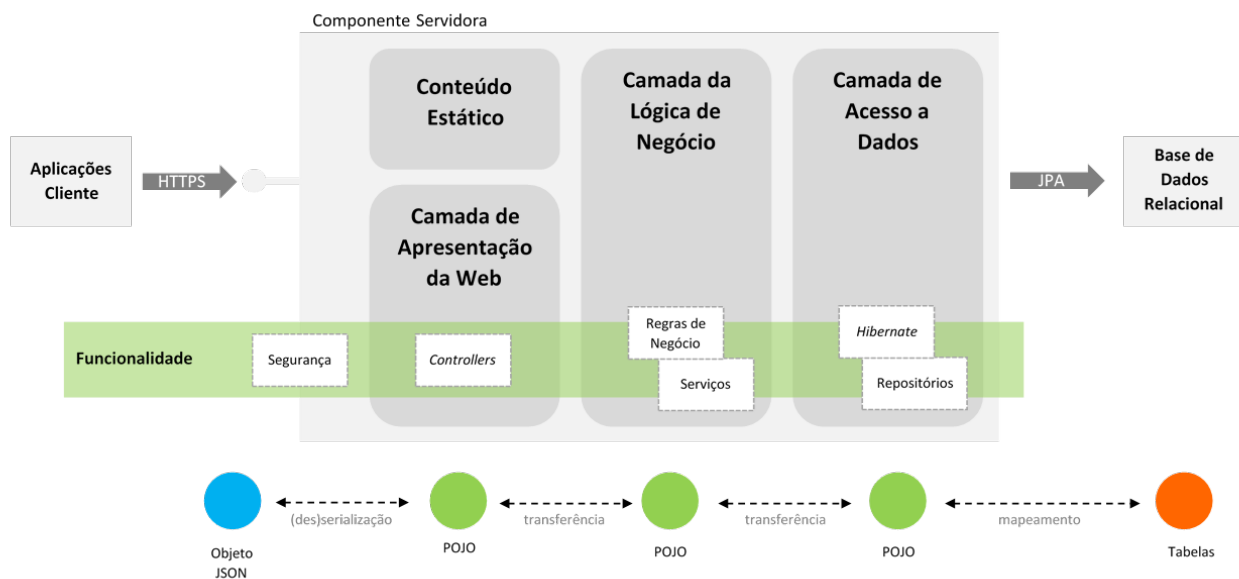 Componente Servidora
Conteúdo
Estático
Camada da
Lógica de
Negócio
Camada de
Acesso a
Dados
Aplicações
Cliente
HTTPS
JPA
Base de
Dados
Relacional
Camada de
Apresentação
da Web
Funcionalidade
Segurança
Controllers
Regras de
Negócio
Serviços
Hibernate
Repositórios
(des)serialização
transferência
transferência
mapeamento
Objeto
JSON
POJO
POJO
POJO
Tabelas